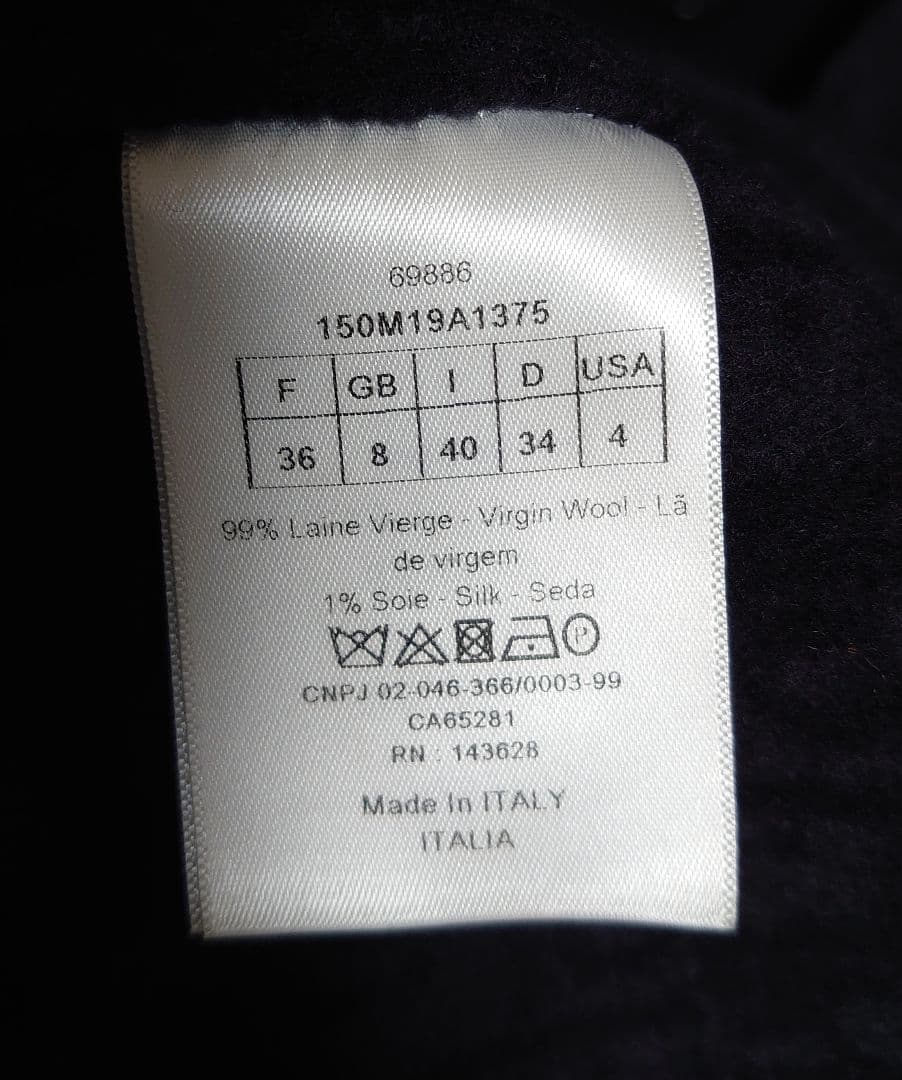 69886
150M19A1375
F GB I D USA
36 8 40 34 4
99% Laine Vierge - Virgin Wool - Lã
de virgem
1% Soie - Silk - Seda
P
CNPJ 02-046-366/0003-99
CA65281
RN : 143628
Made In ITALY
ITALIA